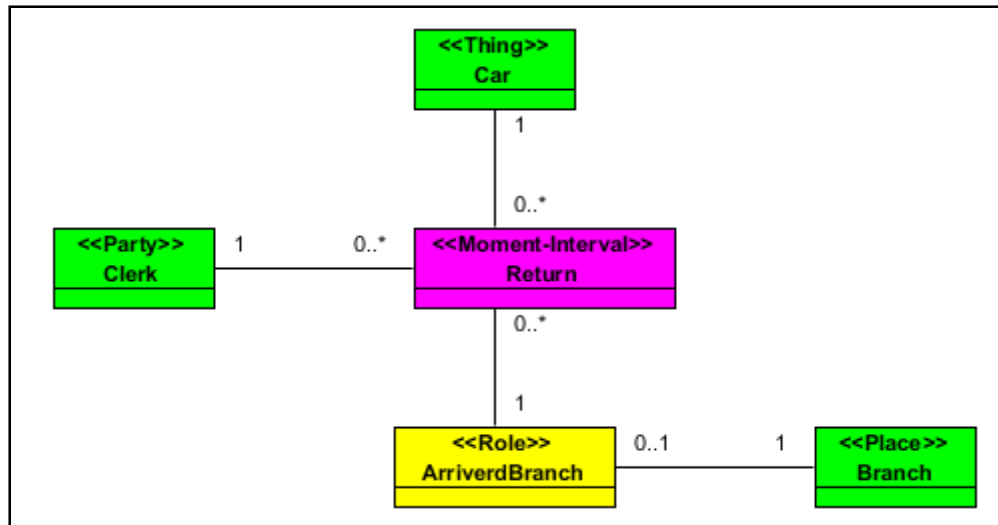 <<Thing>>
Car
1
0..*
<<Party>>
Clerk
1
0..*
<<Moment-Interval>>
Return
0..*
1
<<Role>>
ArriverdBranch
0..1
1
<<Place>>
Branch